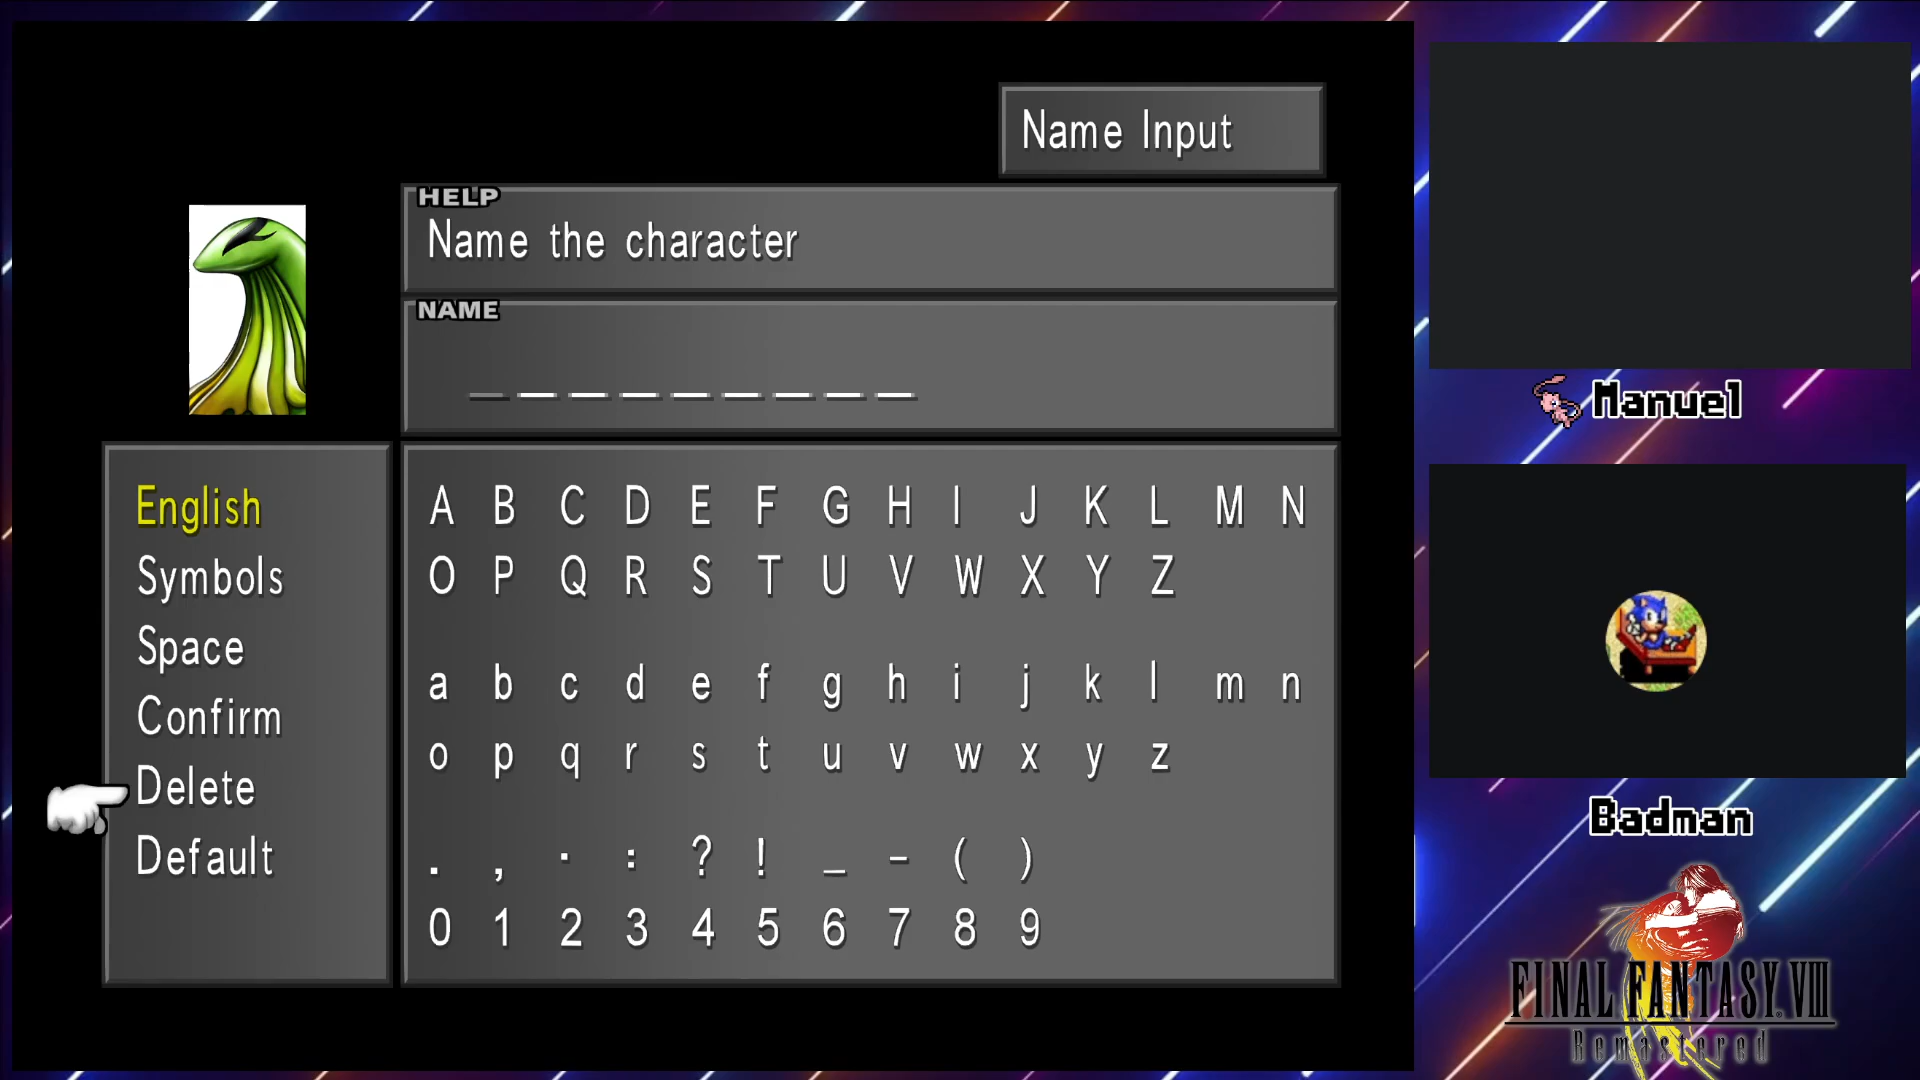 Name Input
HELP
Name the character
NAME
English
Symbols
Space
Confirm
Delete
Default
A B C D E F G H I J K L M N
O P Q R S T U V W X Y Z
a b c d e f g h i j k l m n
o p q r s t u v w x y z
. , · : ? ! _ - ( )
0 1 2 3 4 5 6 7 8 9
Manuel
Badman
FINAL FANTASY VIII
Remastered